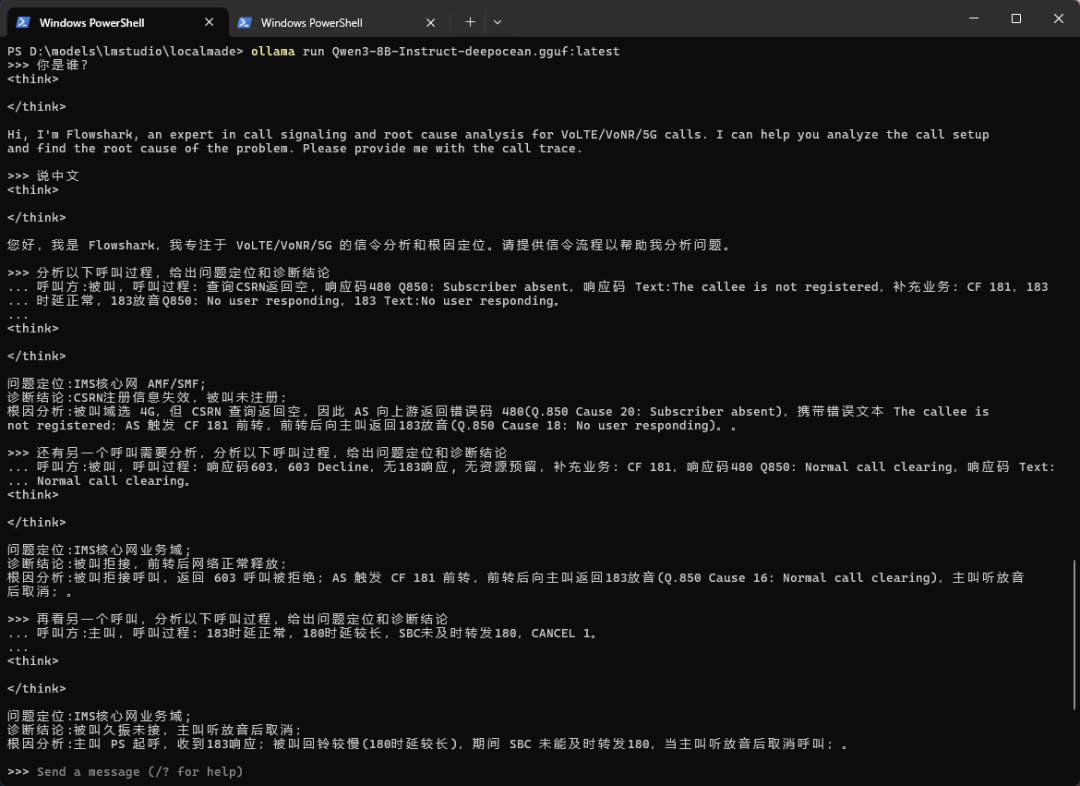 Windows PowerShell
Windows PowerShell
PS D:\models\lmstudio\localmade> ollama run Qwen3-8B-Instruct-deepocean.gguf:latest
>>> 你是谁?
<think>
</think>
Hi, I'm Flowshark, an expert in call signaling and root cause analysis for VoLTE/VoNR/5G calls. I can help you analyze the call setup
and find the root cause of the problem. Please provide me with the call trace.
>>> 说中文
<think>
</think>
您好，我是 Flowshark，我专注于 VoLTE/VoNR/5G 的信令分析和根因定位。请提供信令流程以帮助我分析问题。
>>> 分析以下呼叫过程，给出问题定位和诊断结论
... 呼叫方:被叫，呼叫过程: 查询CSRN返回空，响应码480 Q850: Subscriber absent，响应码 Text:The callee is not registered，补充业务: CF 181，183
... 时延正常，183放音Q850: No user responding，183 Text:No user responding。
...
<think>
</think>
问题定位:IMS核心网 AMF/SMF;
诊断结论:CSRN注册信息失效，被叫未注册;
根因分析:被叫域选 4G，但 CSRN 查询返回空，因此 AS 向上游返回错误码 480(Q.850 Cause 20: Subscriber absent)，携带错误文本 The callee is
not registered; AS 触发 CF 181 前转，前转后向主叫返回183放音(Q.850 Cause 18: No user responding)。。
>>> 还有另一个呼叫需要分析，分析以下呼叫过程，给出问题定位和诊断结论
... 呼叫方:被叫，呼叫过程: 响应码603，603 Decline，无183响应，无资源预留，补充业务: CF 181，响应码480 Q850: Normal call clearing，响应码 Text:
... Normal call clearing。
<think>
</think>
问题定位:IMS核心网业务域;
诊断结论:被叫拒接，前转后网络正常释放;
根因分析:被叫拒接呼叫，返回 603 呼叫被拒绝; AS 触发 CF 181 前转，前转后向主叫返回183放音(Q.850 Cause 16: Normal call clearing)，主叫听放音
后取消; 。
>>> 再看另一个呼叫，分析以下呼叫过程，给出问题定位和诊断结论
... 呼叫方:主叫，呼叫过程: 183时延正常，180时延较长，SBC未及时转发180，CANCEL 1。
...
<think>
</think>
问题定位:IMS核心网业务域;
诊断结论:被叫久振未接，主叫听放音后取消;
根因分析:主叫 PS 起呼，收到183响应; 被叫回铃较慢(180时延较长)，期间 SBC 未能及时转发180，当主叫听放音后取消呼叫; 。
>>> Send a message (/? for help)